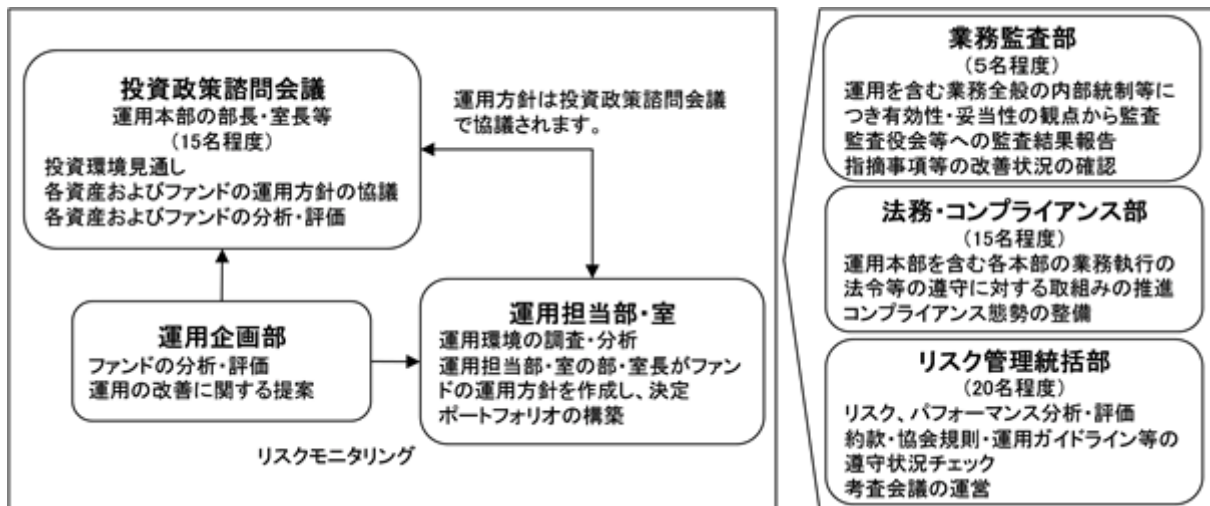 投資政策諮問会議
運用本部の部長・室長等
(15名程度)
投資環境見通し
各資産およびファンドの運用方針の協議
各資産およびファンドの分析・評価
運用方針は投資政策諮問会議
で協議されます。
運用企画部
ファンドの分析・評価
運用の改善に関する提案
運用担当部・室
運用環境の調査・分析
運用担当部・室の部・室長がファン
ドの運用方針を作成し、決定
ポートフォリオの構築
リスクモニタリング
業務監査部
(5名程度)
運用を含む業務全般の内部統制等に
つき有効性・妥当性の観点から監査
監査役会等への監査結果報告
指摘事項等の改善状況の確認
法務・コンプライアンス部
(15名程度)
運用本部を含む各本部の業務執行の
法令等の遵守に対する取組みの推進
コンプライアンス態勢の整備
リスク管理統括部
(20名程度)
リスク、パフォーマンス分析・評価
約款・協会規則・運用ガイドライン等の
遵守状況チェック
考査会議の運営